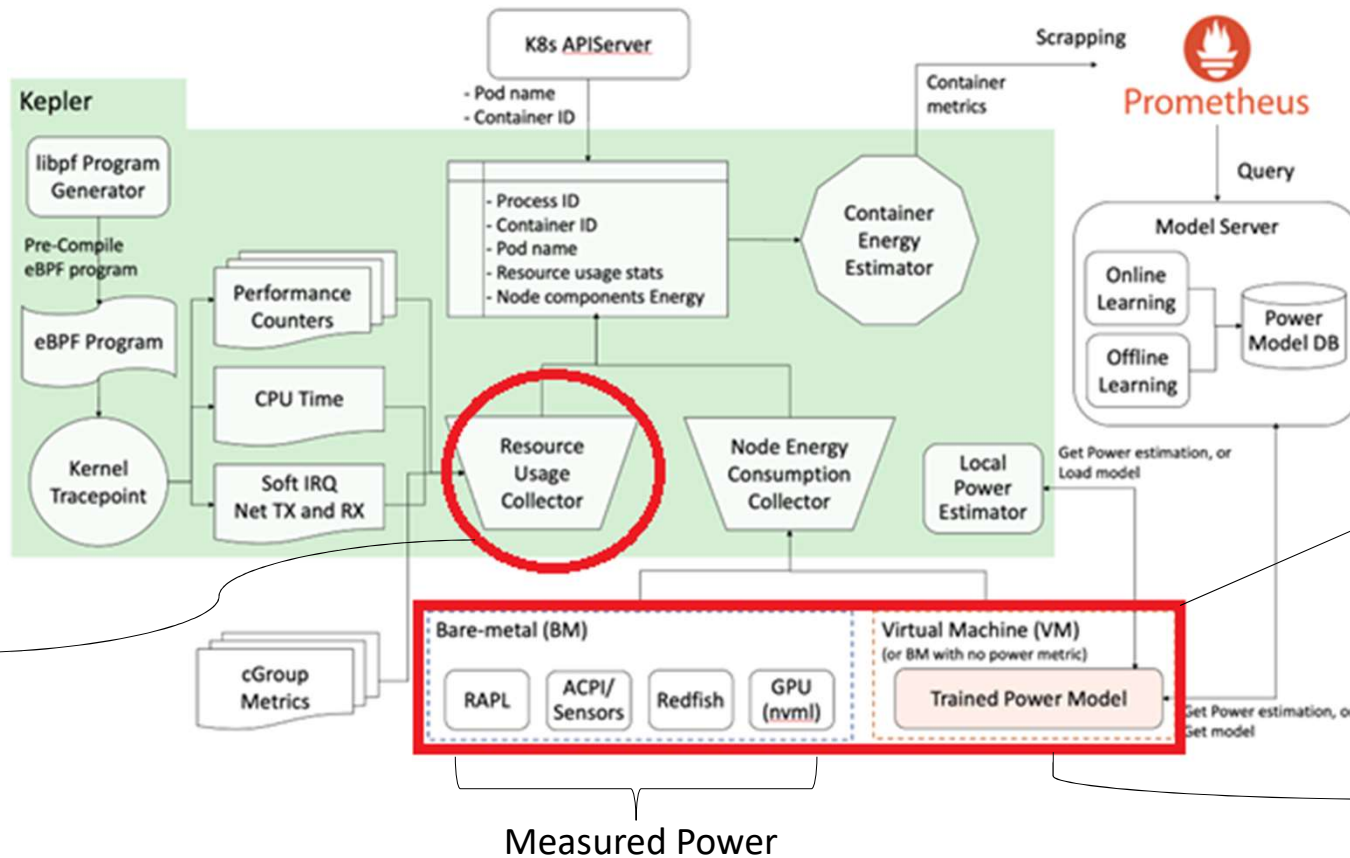 K8s APIServer
- Pod name
- Container ID
Scrapping
Container
metrics
Prometheus
Query
Kepler
libpf Program
Generator
Pre-Compile
eBPF program
eBPF Program
Kernel
Tracepoint
Performance
Counters
CPU Time
Soft IRQ
Net TX and RX
- Process ID
- Container ID
- Pod name
- Resource usage stats
- Node components Energy
Container
Energy
Estimator
Model Server
Online
Learning
Offline
Learning
Power
Model DB
Resource
Usage
Collector
Node Energy
Consumption
Collector
Local
Power
Estimator
Get Power estimation, or
Load model
cGroup
Metrics
Bare-metal (BM)
RAPL
ACPI/
Sensors
Redfish
GPU
(nvml)
Virtual Machine (VM)
(or BM with no power metric)
Trained Power Model
Get Power estimation, or
Get model
Measured Power